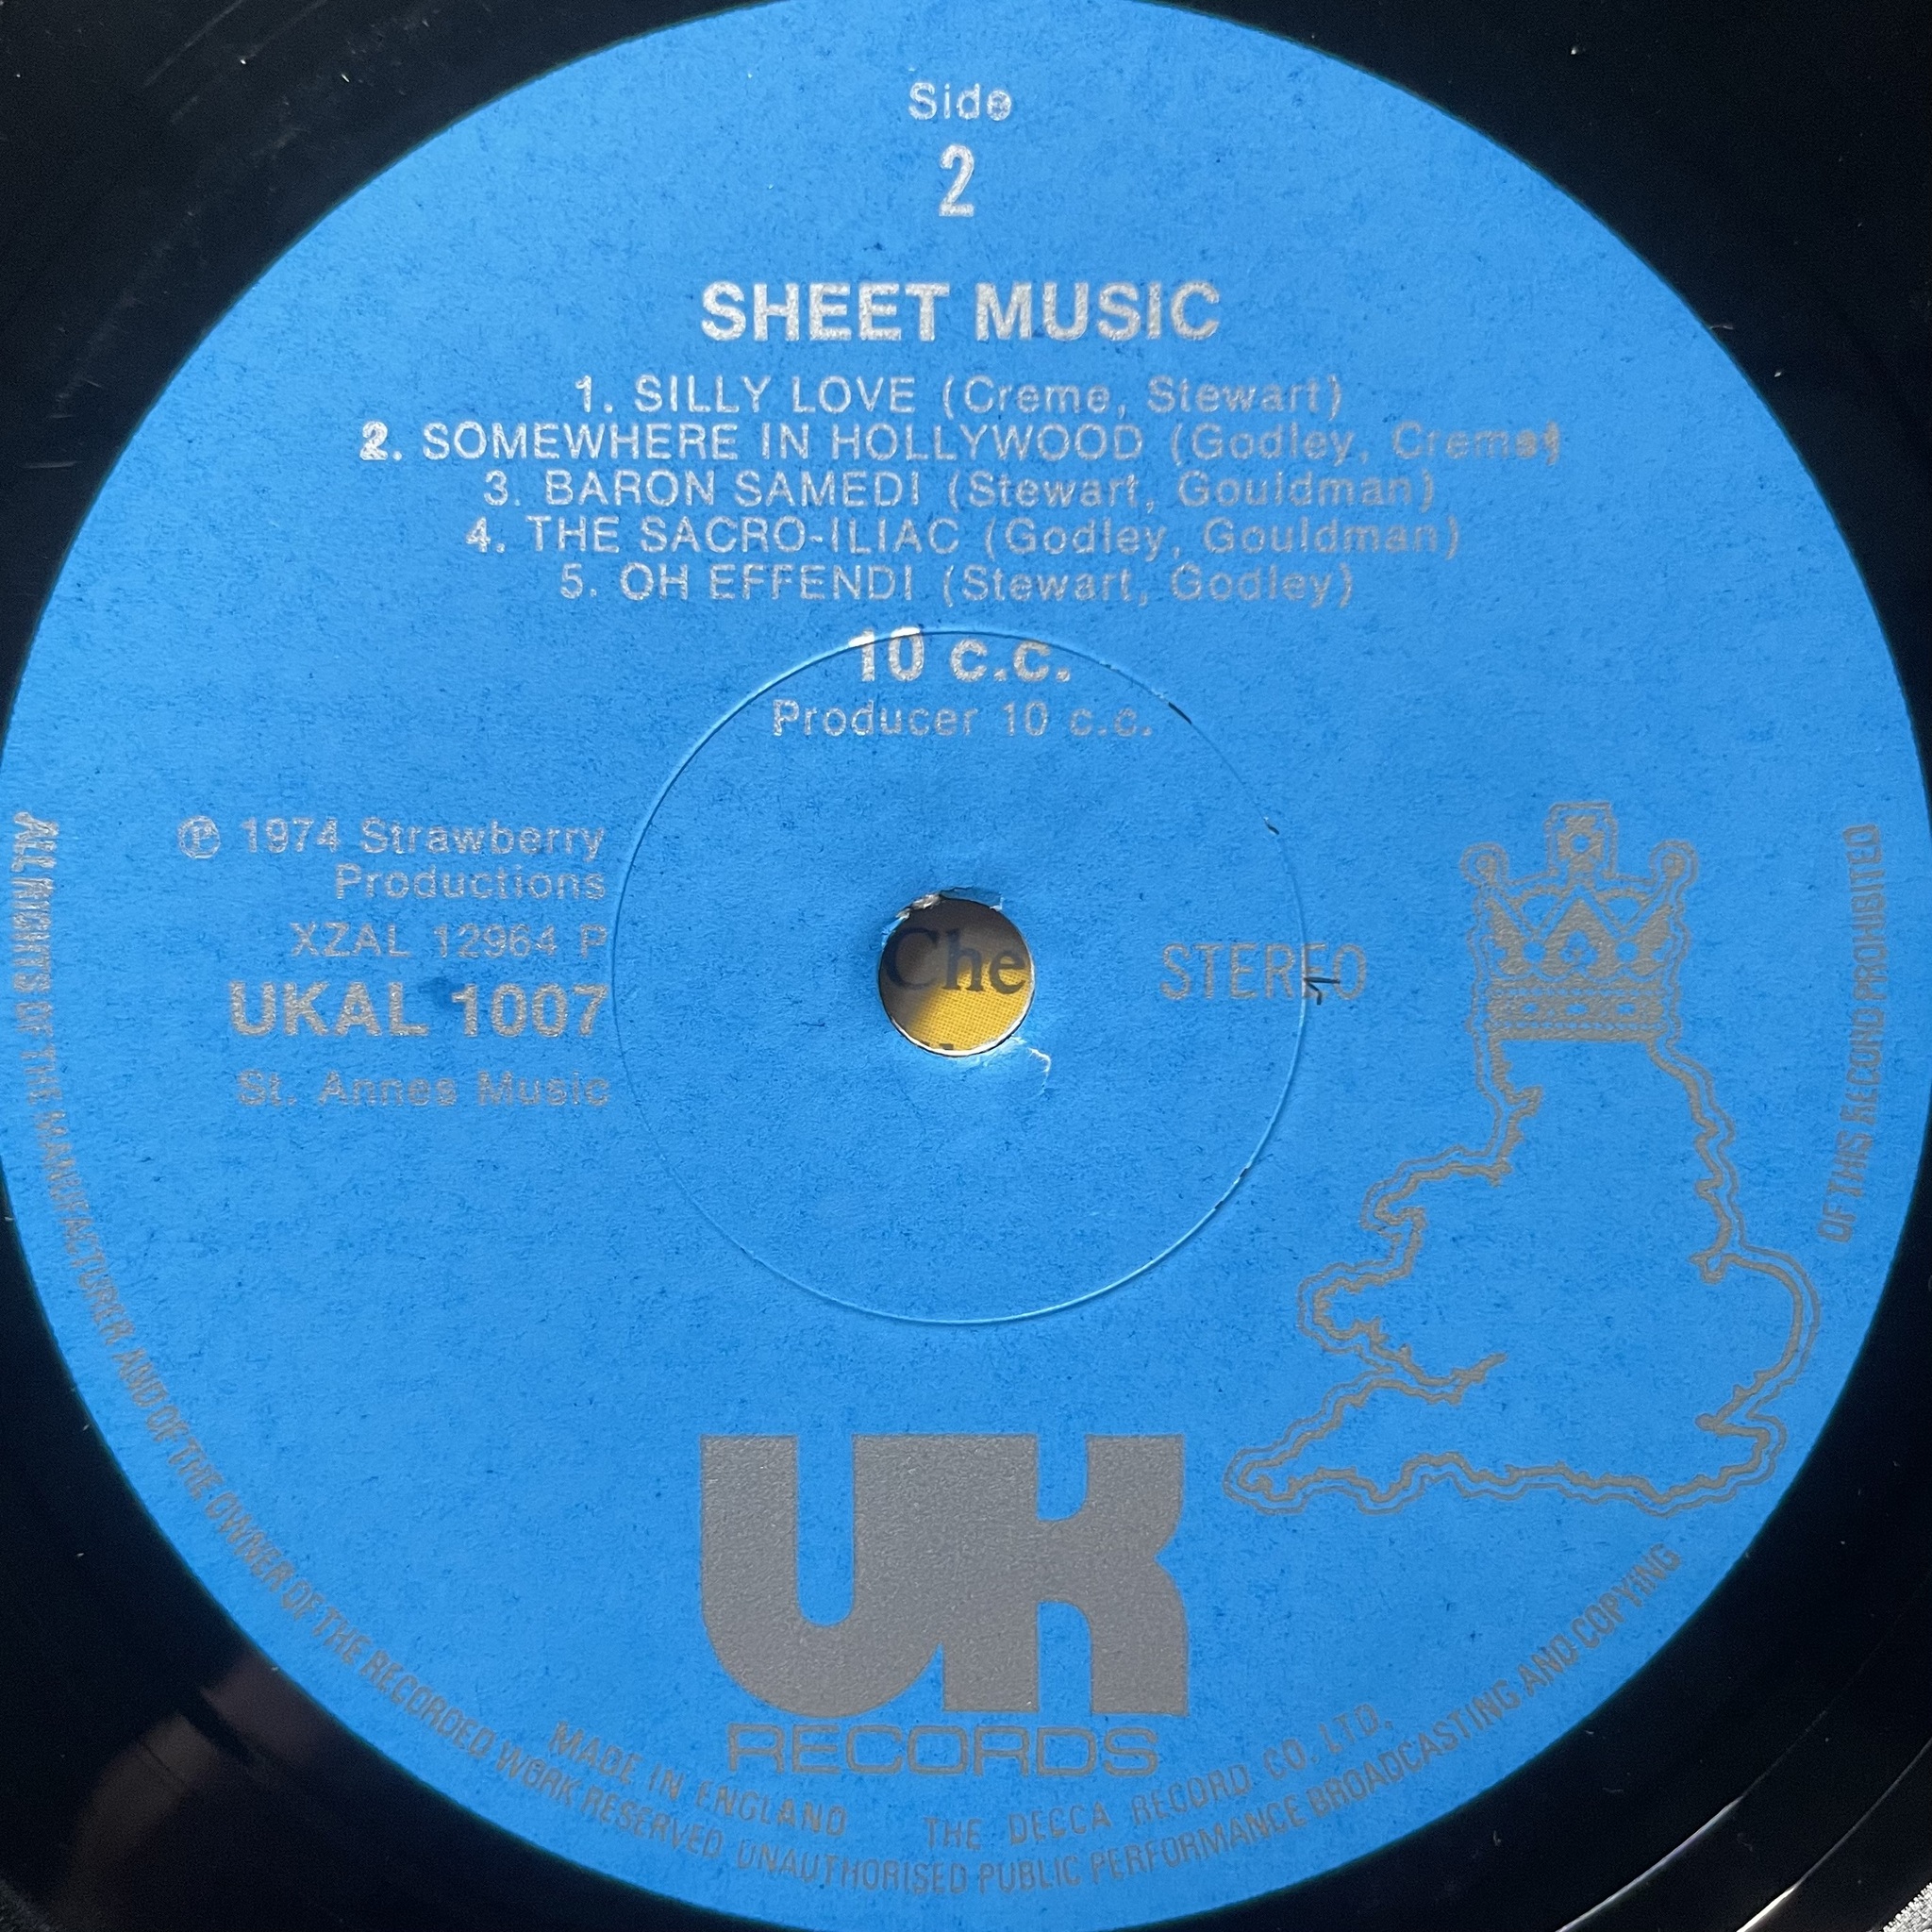 Side
2
SHEET MUSIC
1. SILLY LOVE (Creme, Stewart)
2. SOMEWHERE IN HOLLYWOOD (Godley, Creme)
3. BARON SAMEDI (Stewart, Gouldman)
4. THE SACRO-ILIAC (Godley, Gouldman)
5. OH EFFENDI (Stewart, Godley)
10 c.c.
Producer 10 c.c.
℗ 1974 Strawberry
Productions
XZAL 12964 P
UKAL 1007
St. Annes Music
Che
STEREO
UK
RECORDS
MADE IN ENGLAND THE DECCA RECORD CO. LTD.
ALL RIGHTS OF THE MANUFACTURER AND OF THE OWNER OF THE RECORDED WORK RESERVED UNAUTHORISED PUBLIC PERFORMANCE BROADCASTING AND COPYING OF THIS RECORD PROHIBITED